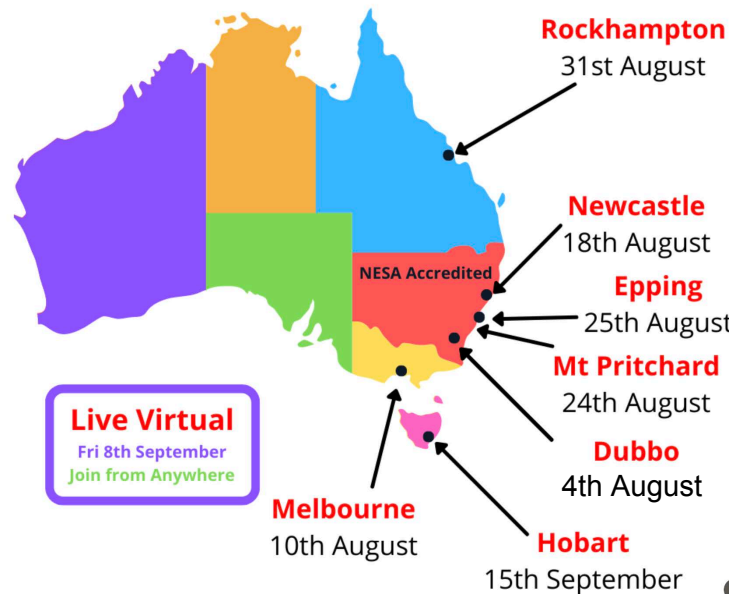 Rockhampton
31st August
Newcastle
18th August
NESA Accredited
Epping
25th August
Mt Pritchard
24th August
Live Virtual
Fri 8th September
Join from Anywhere
Dubbo
4th August
Melbourne
10th August
Hobart
15th September